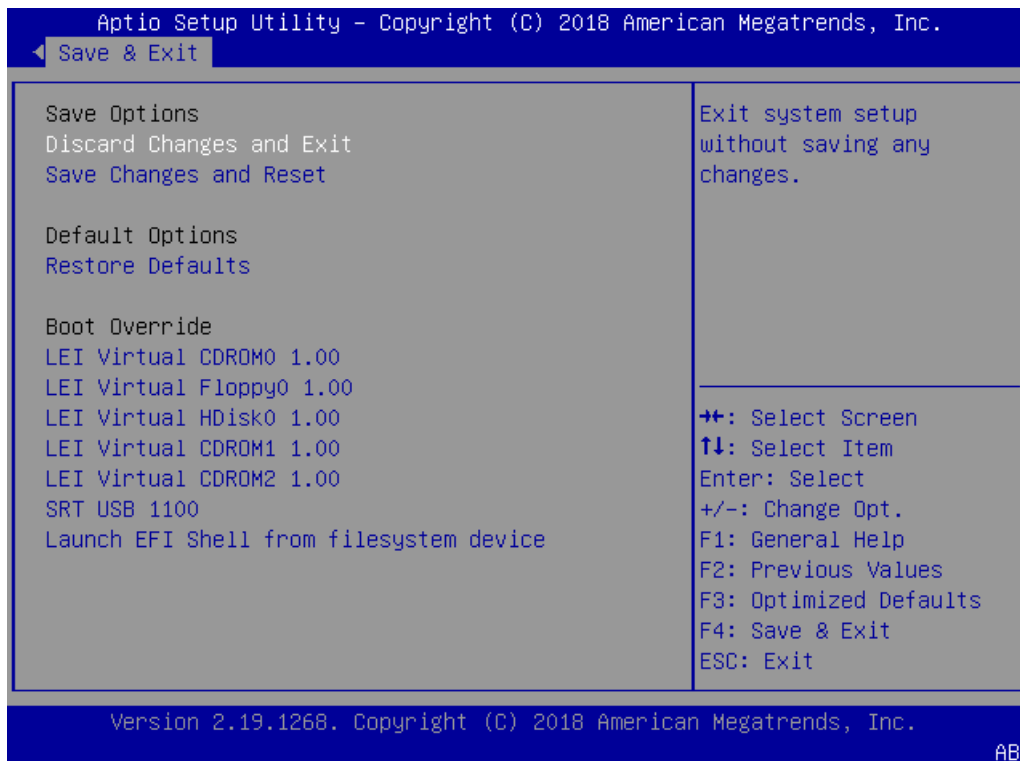 Aptio Setup Utility – Copyright (C) 2018 American Megatrends, Inc.
Save & Exit
Save Options
Discard Changes and Exit
Save Changes and Reset
Default Options
Restore Defaults
Boot Override
LEI Virtual CDROM0 1.00
LEI Virtual Floppy0 1.00
LEI Virtual HDisk0 1.00
LEI Virtual CDROM1 1.00
LEI Virtual CDROM2 1.00
SRT USB 1100
Launch EFI Shell from filesystem device
Exit system setup
without saving any
changes.
→←: Select Screen
↑↓: Select Item
Enter: Select
+/-: Change Opt.
F1: General Help
F2: Previous Values
F3: Optimized Defaults
F4: Save & Exit
ESC: Exit
Version 2.19.1268. Copyright (C) 2018 American Megatrends, Inc.
AB